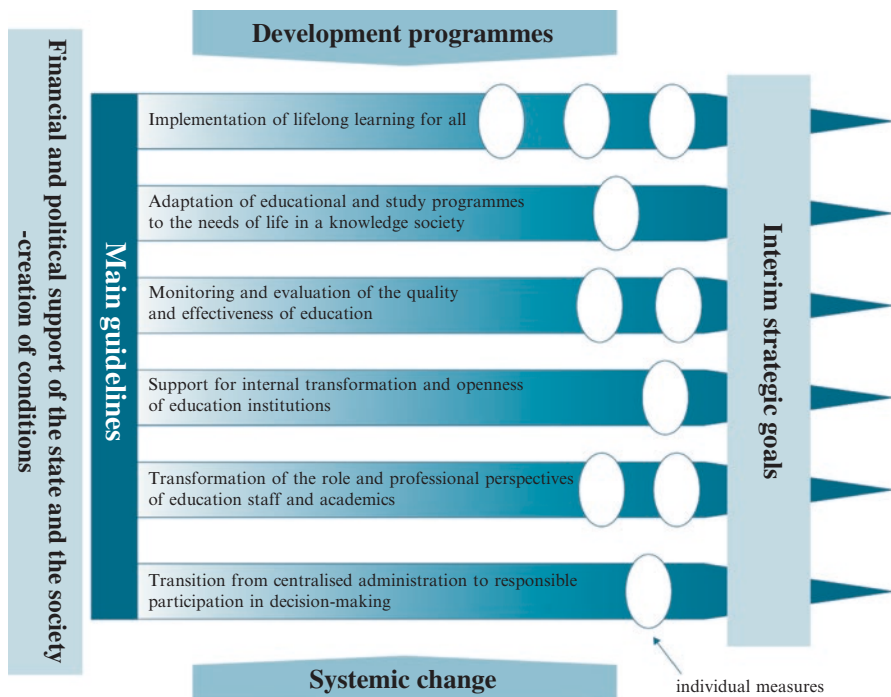 Development programmes
Financial and political support of the state and the society
-creation of conditions
Main guidelines
Implementation of lifelong learning for all
Adaptation of educational and study programmes
to the needs of life in a knowledge society
Monitoring and evaluation of the quality
and effectiveness of education
Support for internal transformation and openness
of education institutions
Transformation of the role and professional perspectives
of education staff and academics
Transition from centralised administration to responsible
participation in decision-making
Interim strategic goals
Systemic change
individual measures